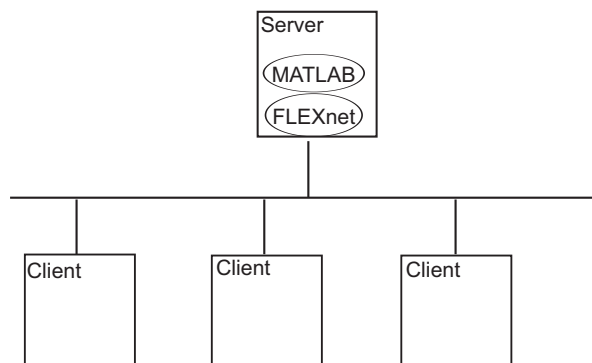 Server
MATLAB
FLEXnet
Client
Client
Client